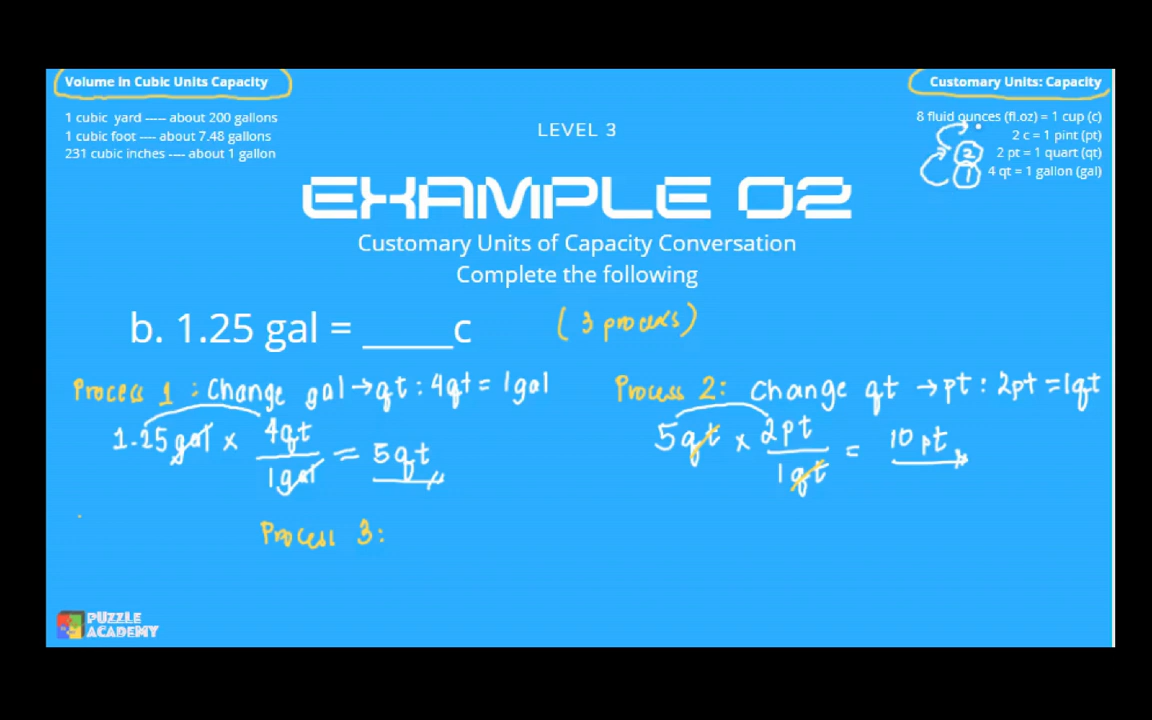 Volume in Cubic Units Capacity
1 cubic yard ---- about 200 gallons
1 cubic foot ---- about 7.48 gallons
231 cubic inches ---- about 1 gallon
Customary Units: Capacity
8 fluid ounces (fl.oz) = 1 cup (c)
2 c = 1 pint (pt)
2 pt = 1 quart (qt)
4 qt = 1 gallon (gal)
2
1
LEVEL 3
EXAMPLE 02
Customary Units of Capacity Conversation
Complete the following
b. 1.25 gal = _____c
(3 process)
Process 1 : Change gal → qt : 4qt = 1gal
1.25gal × 4qt / 1gal = 5qt
Process 2: Change qt → pt : 2pt = 1qt
5qt × 2pt / 1qt = 10 pt
Process 3:
PUZZLE
ACADEMY